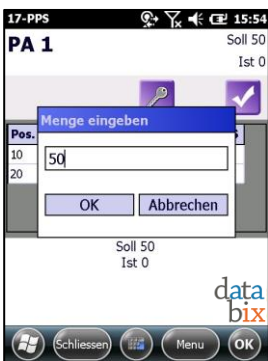 17-PPS 15:54
PA 1 Soll 50
Ist 0
Menge eingeben
Pos. S
10
50
20
OK Abbrechen
Soll 50
Ist 0
data
bix
Schliessen Menu OK